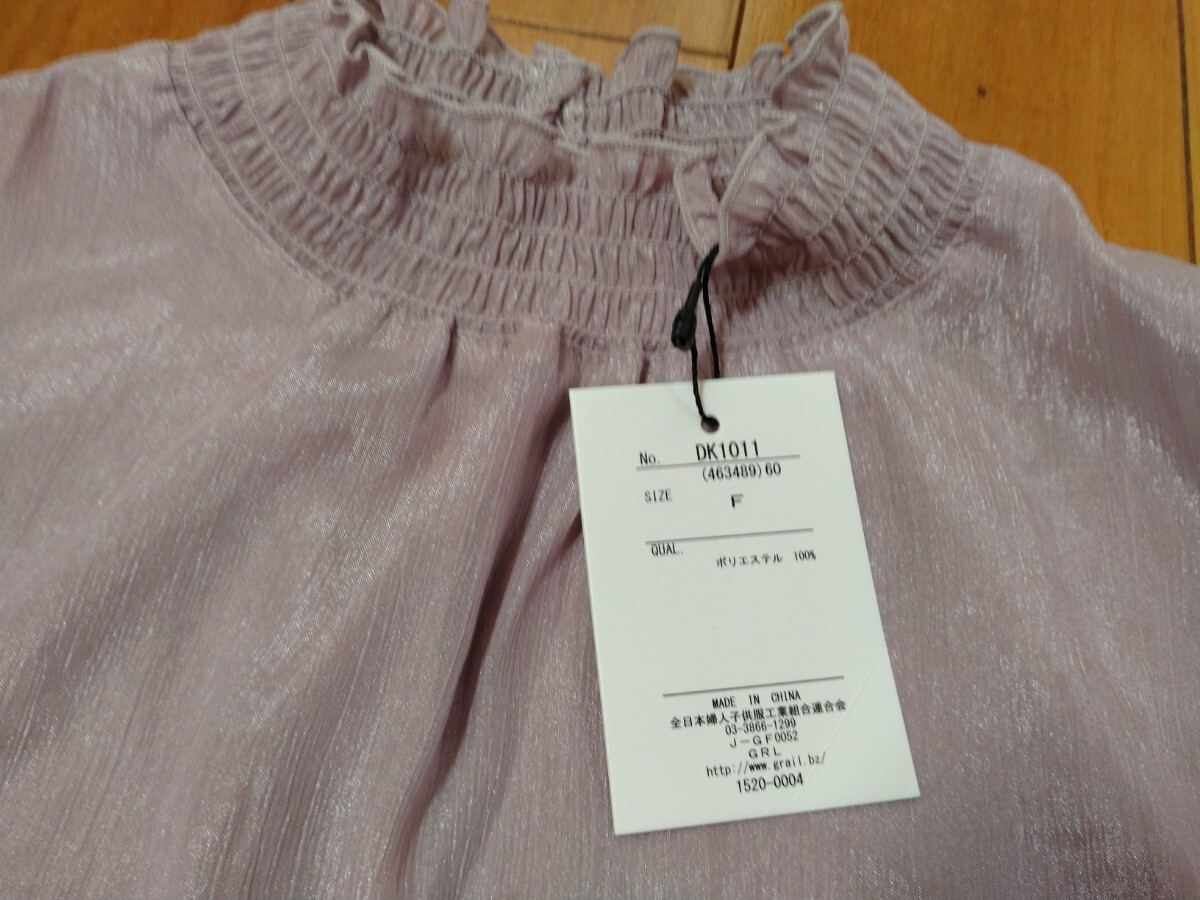 No. DK1011
(463489)60
SIZE F
QUAL. ポリエステル 100%
MADE IN CHINA
全日本婦人子供服工業組合連合会
03-3866-1299
J-GF0052
GRL
http://www.grail.bz/
1520-0004